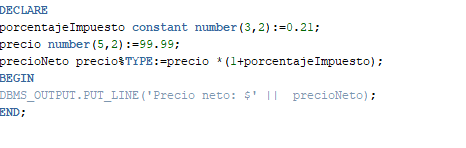 DECLARE
porcentajeImpuesto constant number(3,2):=0.21;
precio number(5,2):=99.99;
precioNeto precio%TYPE:=precio *(1+porcentajeImpuesto);
BEGIN
DBMS_OUTPUT.PUT_LINE('Precio neto: $' ||  precioNeto);
END;